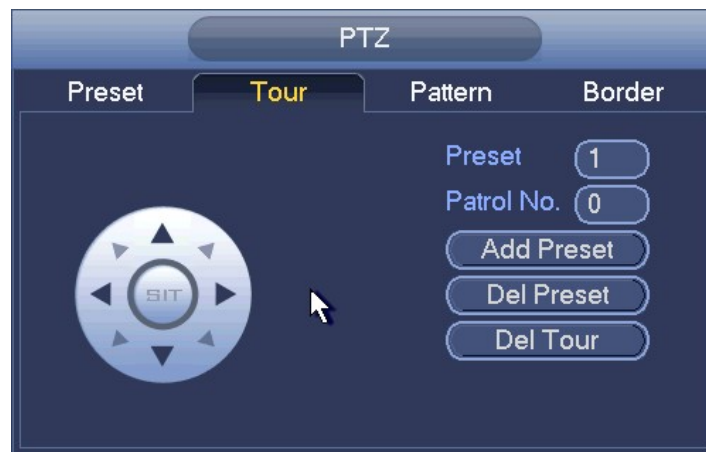 PTZ
Preset Tour Pattern Border
Preset 1
Patrol No. 0
Add Preset
SIT
Del Preset
Del Tour